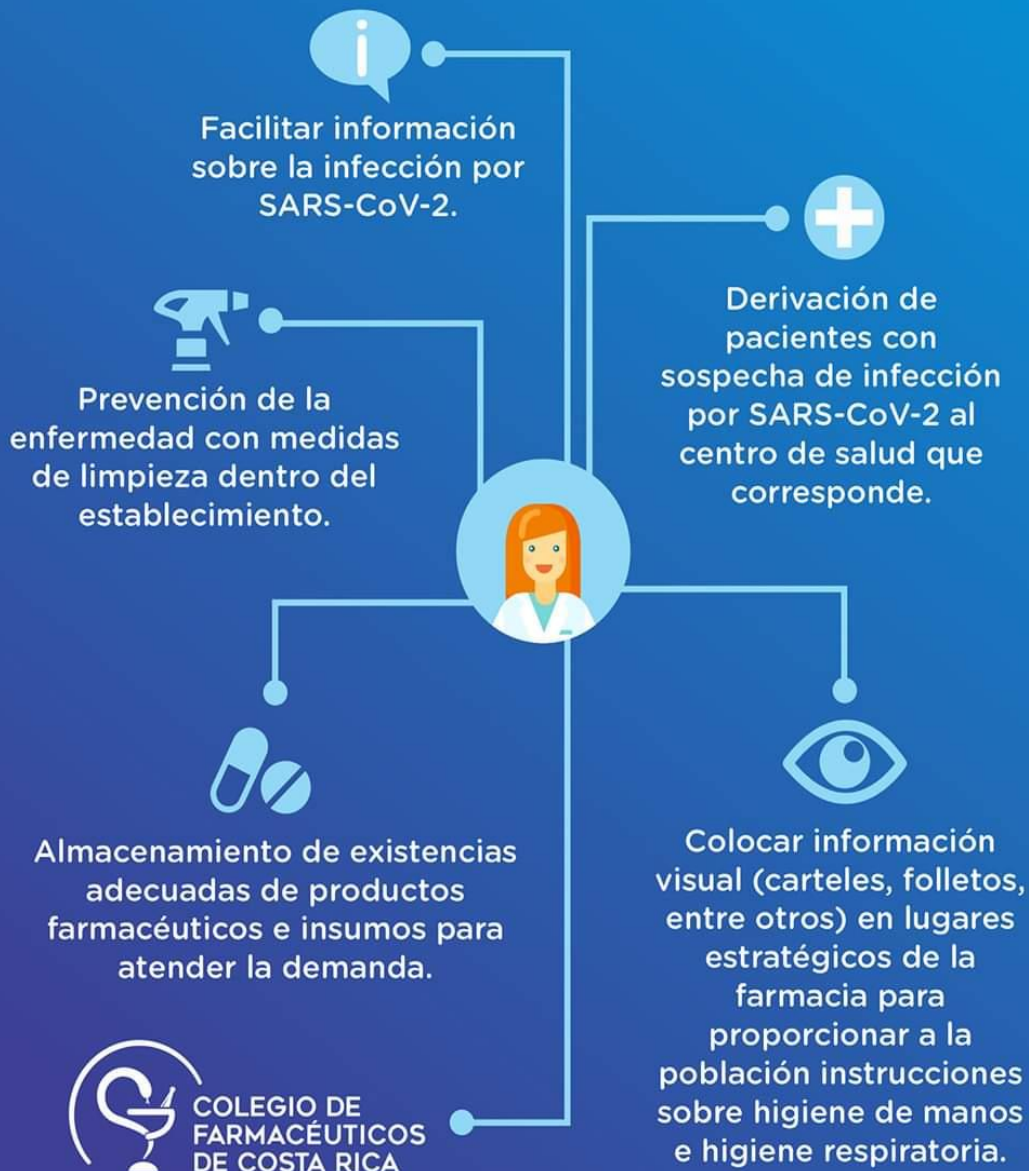 i
Facilitar información
sobre la infección por
SARS-CoV-2.
Derivación de
pacientes con
sospecha de infección
por SARS-CoV-2 al
centro de salud que
corresponde.
Prevención de la
enfermedad con medidas
de limpieza dentro del
establecimiento.
Almacenamiento de existencias
adecuadas de productos
farmacéuticos e insumos para
atender la demanda.
Colocar información
visual (carteles, folletos,
entre otros) en lugares
estratégicos de la
farmacia para
proporcionar a la
población instrucciones
sobre higiene de manos
e higiene respiratoria.
COLEGIO DE
FARMACÉUTICOS
DE COSTA RICA